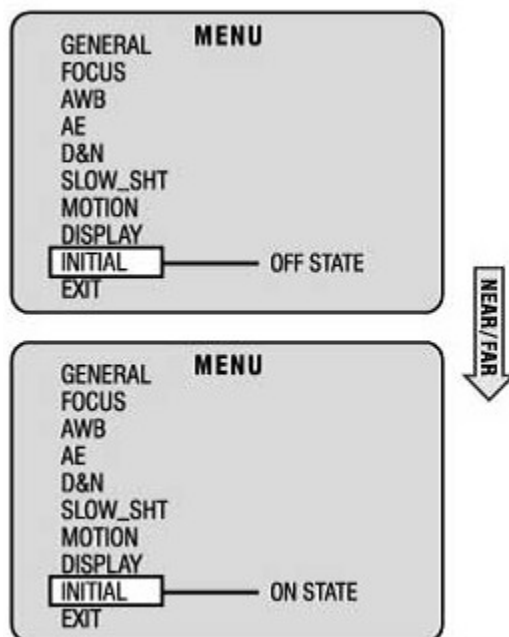 MENU
GENERAL
FOCUS
AWB
AE
D&N
SLOW_SHT
MOTION
DISPLAY
INITIAL OFF STATE
EXIT
NEAR/FAR
MENU
GENERAL
FOCUS
AWB
AE
D&N
SLOW_SHT
MOTION
DISPLAY
INITIAL ON STATE
EXIT